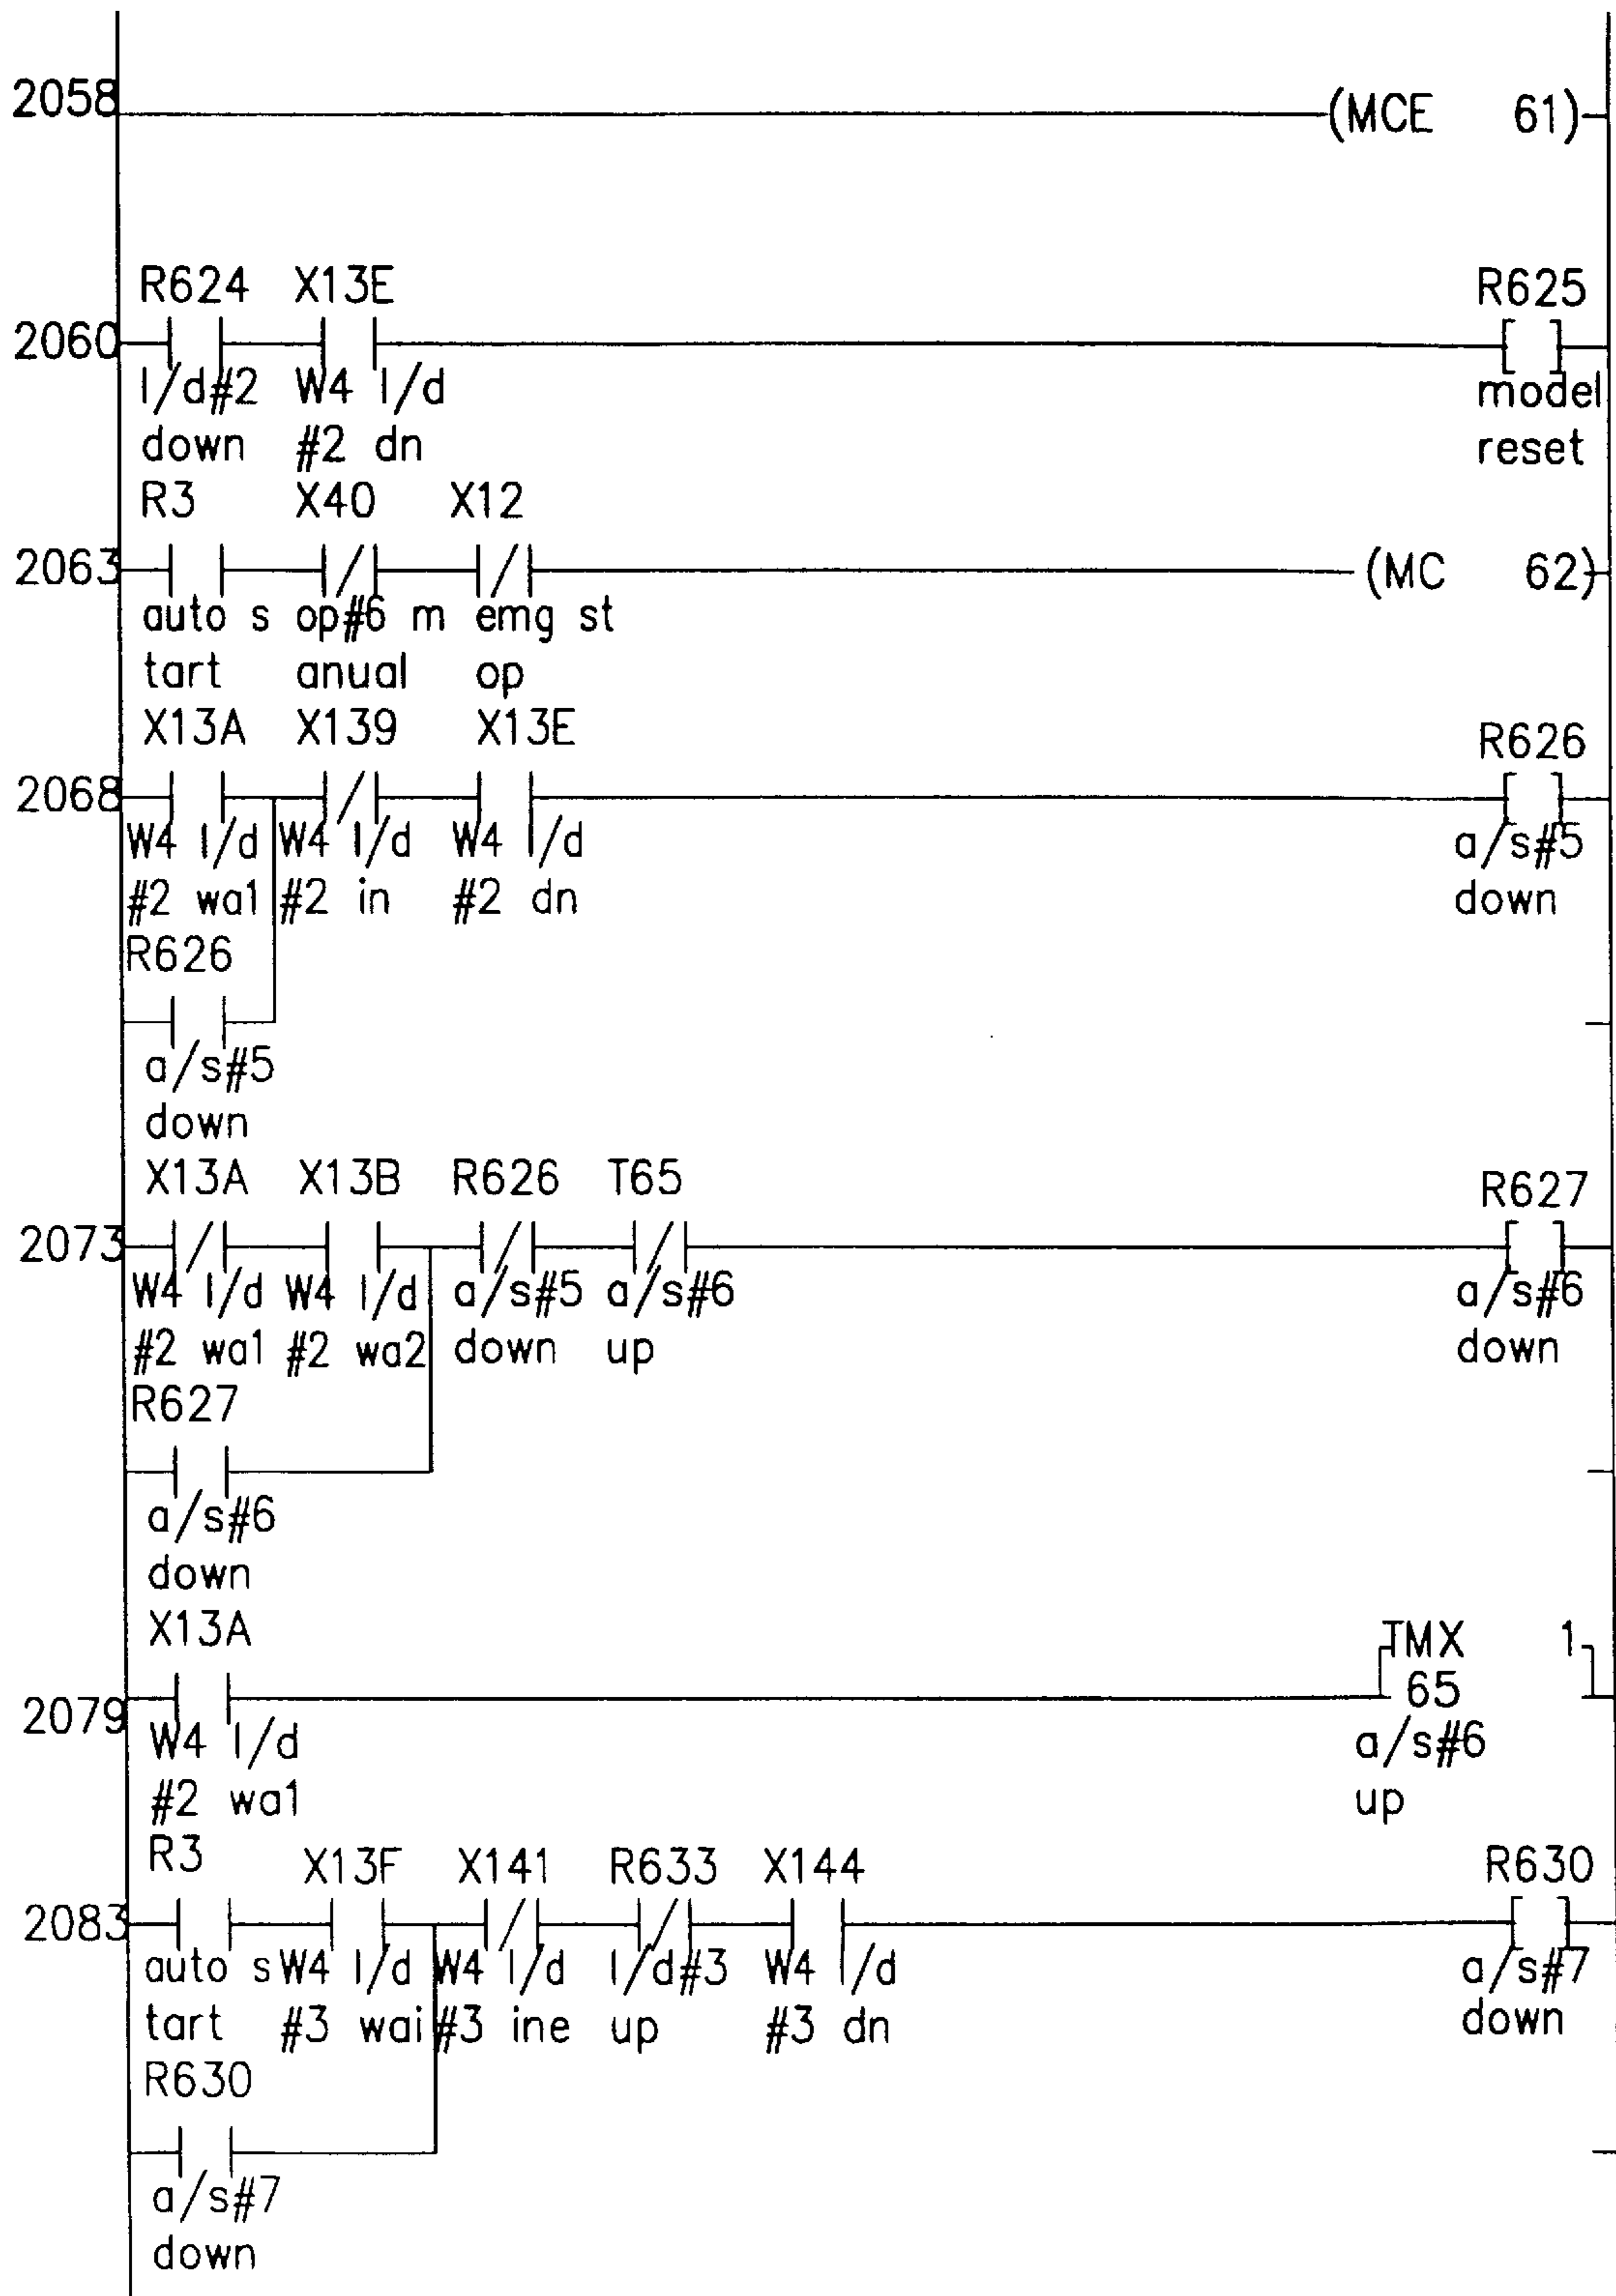 2058 (MCE 61)
R624 X13E R625
2060
l/d#2 W4 l/d model
down #2 dn reset
R3 X40 X12
2063 (MC 62)
auto s op#6 m emg st
tart anual op
X13A X139 X13E R626
2068
W4 l/d W4 l/d W4 l/d a/s#5
#2 wa1 #2 in #2 dn down
R626
a/s#5
down
X13A X13B R626 T65 R627
2073
W4 l/d W4 l/d a/s#5 a/s#6 a/s#6
#2 wa1 #2 wa2 down up down
R627
a/s#6
down
X13A TMX 1
2079 65
W4 l/d a/s#6
#2 wa1 up
R3 X13F X141 R633 X144 R630
2083
auto s W4 l/d W4 l/d l/d#3 W4 l/d a/s#7
tart #3 wai #3 ine up #3 dn down
R630
a/s#7
down